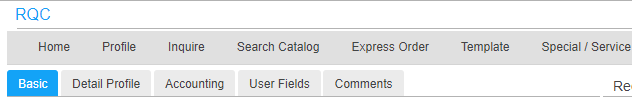 RQC
Home Profile Inquire Search Catalog Express Order Template Special / Service
Basic Detail Profile Accounting User Fields Comments